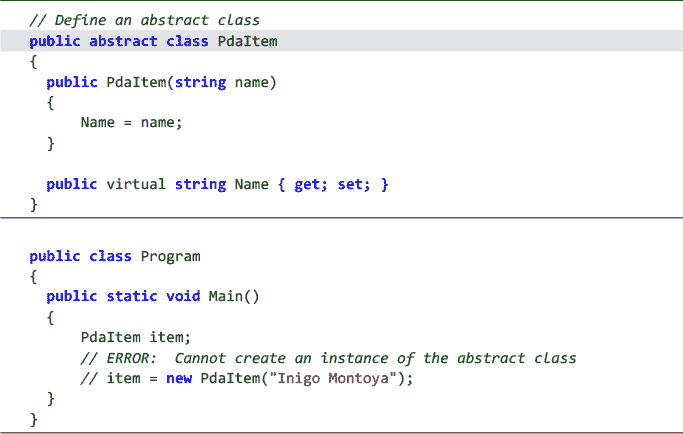 // Define an abstract class
public abstract class PdaItem
{
  public PdaItem(string name)
  {
      Name = name;
  }

  public virtual string Name { get; set; }
}

public class Program
{
  public static void Main()
  {
      PdaItem item;
      // ERROR:  Cannot create an instance of the abstract class
      // item = new PdaItem("Inigo Montoya");
  }
}